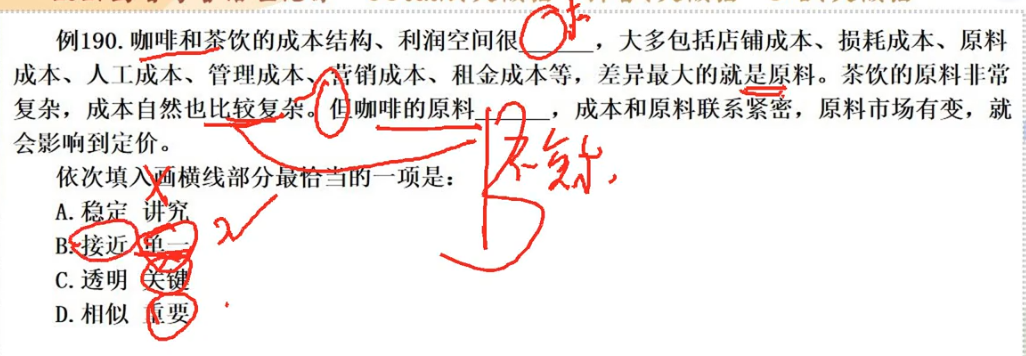 例190.咖啡和茶饮的成本结构、利润空间很______，大多包括店铺成本、损耗成本、原料
成本、人工成本、管理成本、营销成本、租金成本等，差异最大的就是原料。茶饮的原料非常
复杂，成本自然也比较复杂。但咖啡的原料______，成本和原料联系紧密，原料市场有变，就
会影响到定价。
依次填入画横线部分最恰当的一项是：
A.稳定 讲究
B.接近 单一
C.透明 关键
D.相似 重要
不复杂